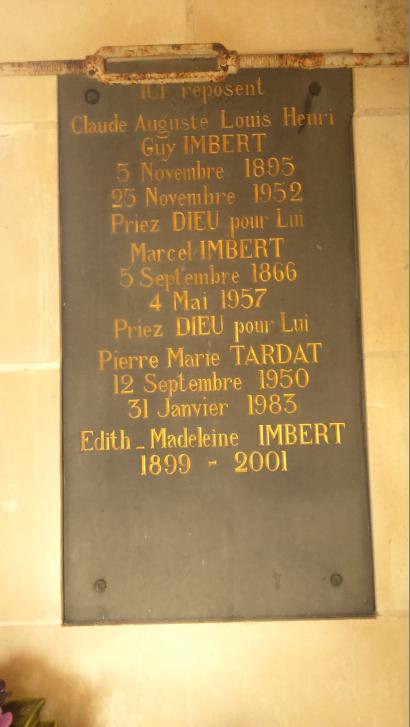 ICI reposent
Claude Auguste Louis Henri
Guy IMBERT
5 Novembre 1895
25 Novembre 1952
Priez DIEU pour Lui
Marcel IMBERT
5 Septembre 1866
4 Mai 1957
Priez DIEU pour Lui
Pierre Marie TARDAT
12 Septembre 1950
31 Janvier 1983
Edith - Madeleine IMBERT
1899 - 2001